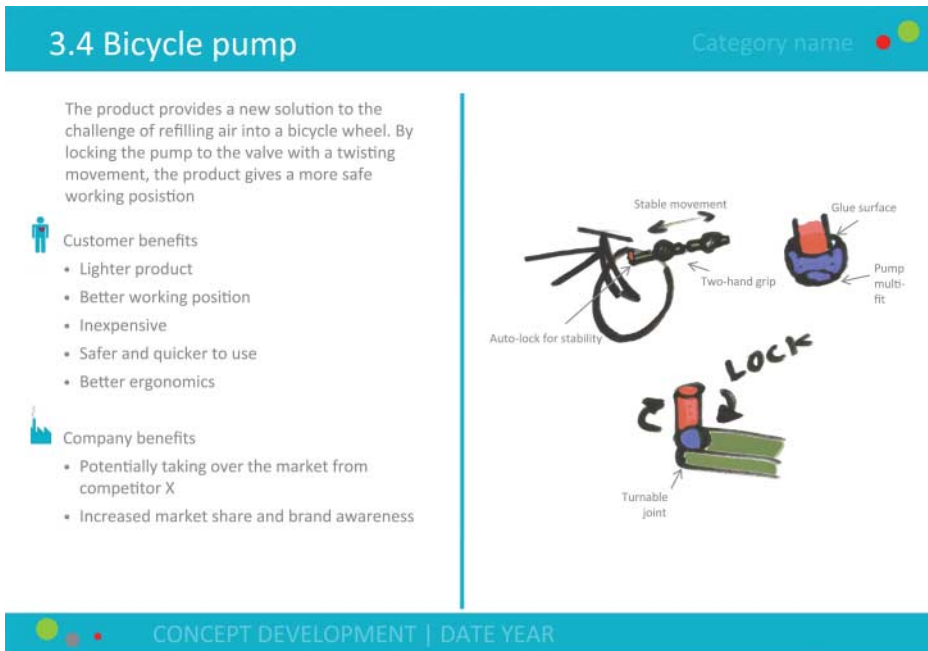 3.4 Bicycle pump
Category name
The product provides a new solution to the
challenge of refilling air into a bicycle wheel. By
locking the pump to the valve with a twisting
movement, the product gives a more safe
working posistion
Customer benefits
• Lighter product
• Better working position
• Inexpensive
• Safer and quicker to use
• Better ergonomics
Company benefits
• Potentially taking over the market from
competitor X
• Increased market share and brand awareness
Stable movement
Two-hand grip
Auto-lock for stability
Glue surface
Pump
multi-
fit
LOCK
Turnable
joint
CONCEPT DEVELOPMENT | DATE YEAR